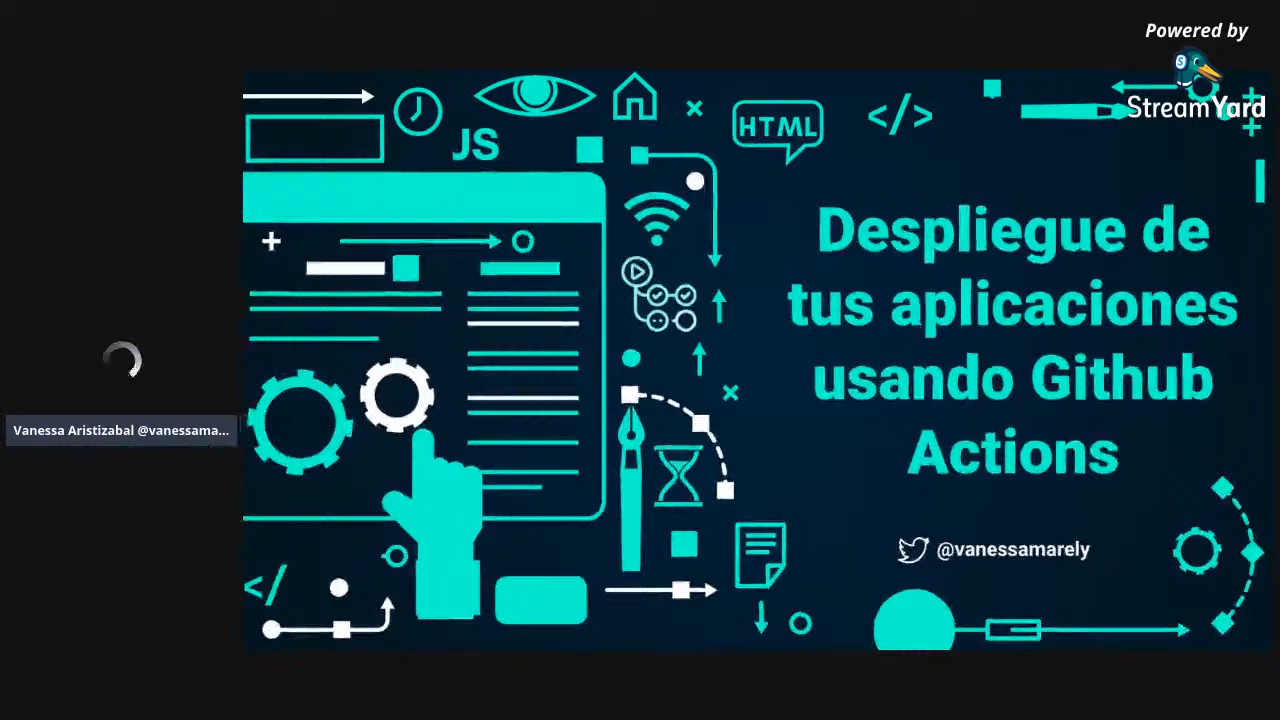 Powered by
StreamYard
JS
HTML
</>
Despliegue de
tus aplicaciones
usando Github
Actions
@vanessamarely
Vanessa Aristizabal @vanessama...
</